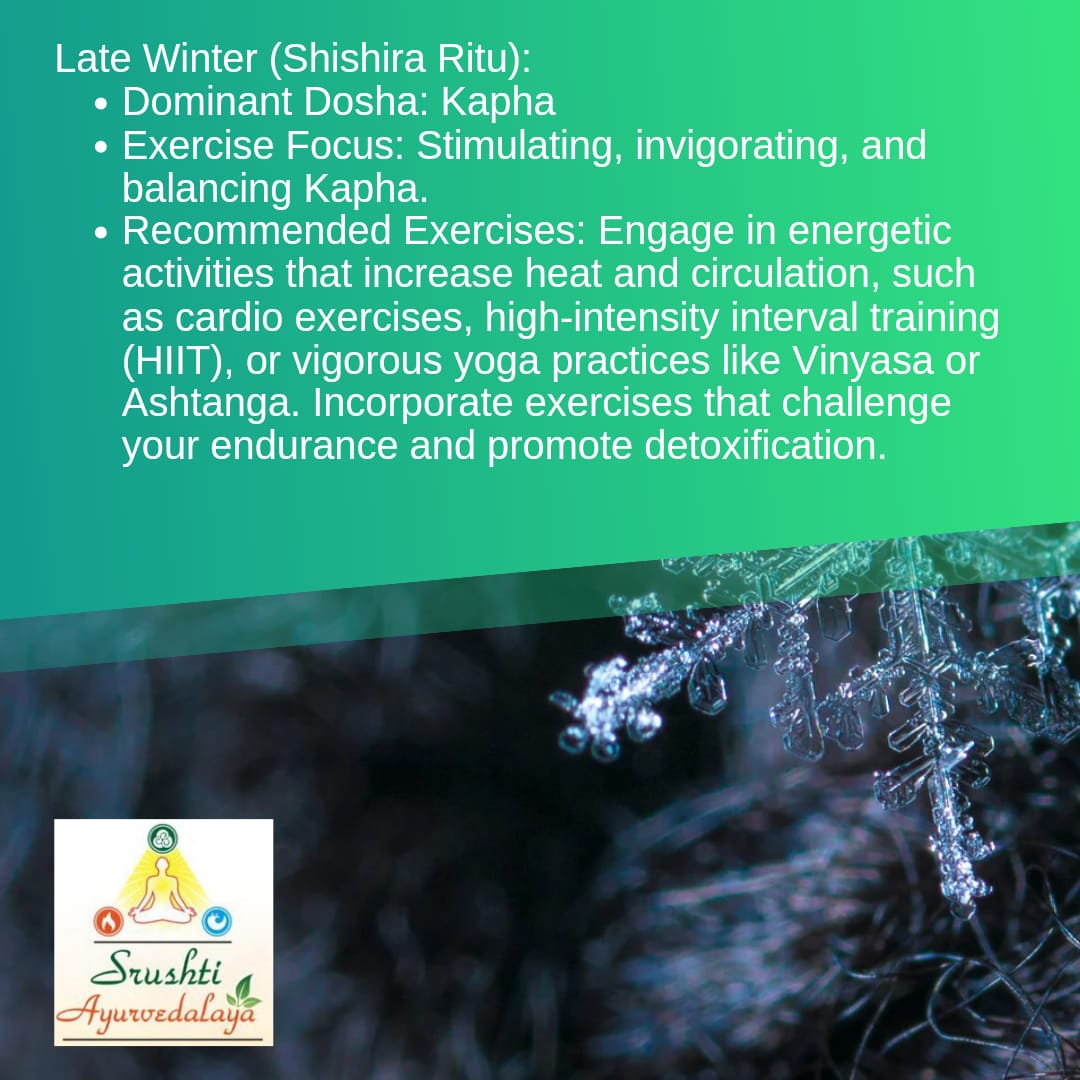 Late Winter (Shishira Ritu):
• Dominant Dosha: Kapha
• Exercise Focus: Stimulating, invigorating, and
balancing Kapha.
• Recommended Exercises: Engage in energetic
activities that increase heat and circulation, such
as cardio exercises, high-intensity interval training
(HIIT), or vigorous yoga practices like Vinyasa or
Ashtanga. Incorporate exercises that challenge
your endurance and promote detoxification.
Srushti
Ayurvedalaya